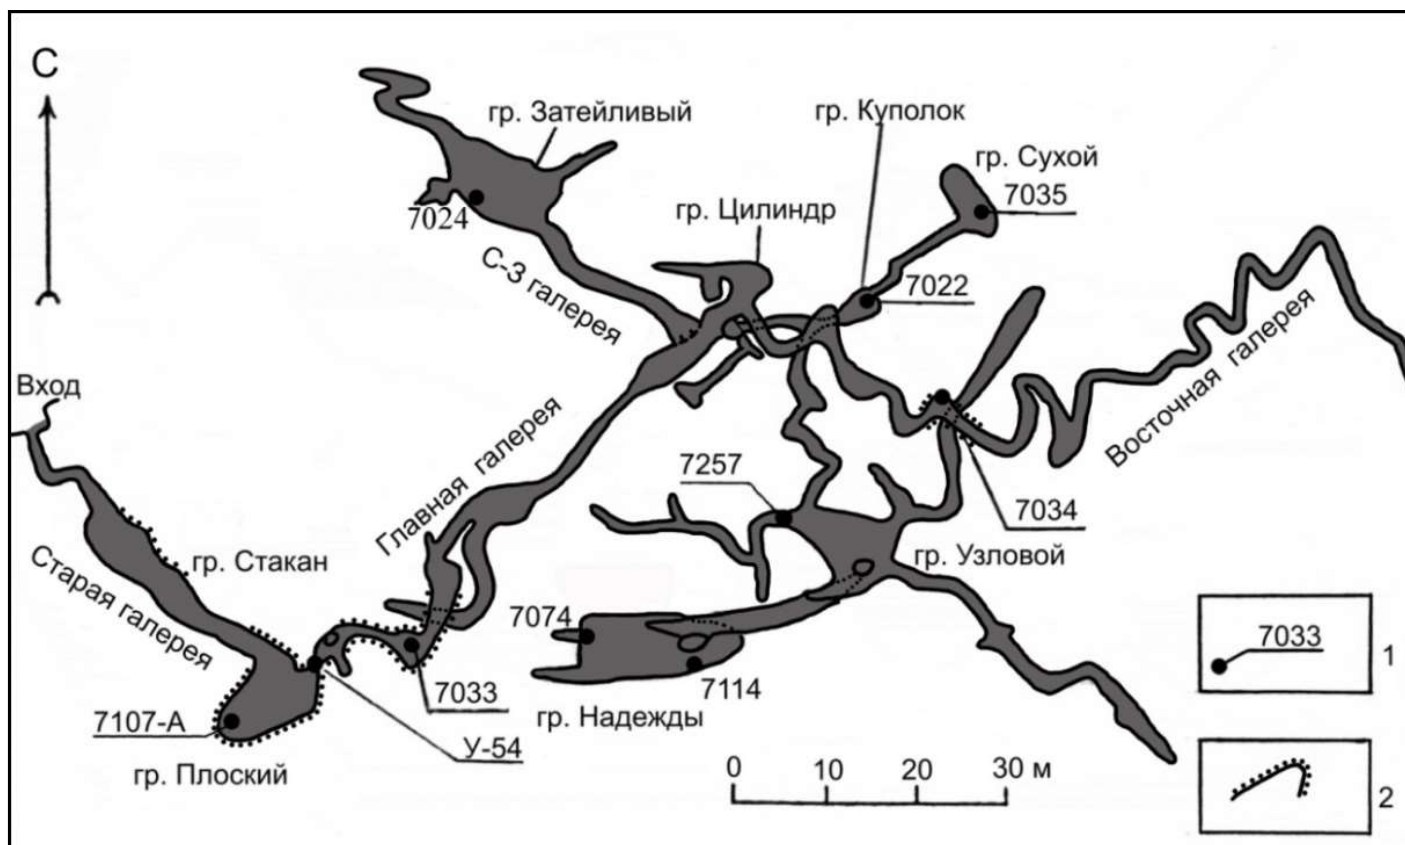 С
гр. Затейливый
гр. Куполок
гр. Сухой
7035
7024
гр. Цилиндр
С-З галерея
7022
Вход
Восточная галерея
Главная галерея
7257
7034
гр. Стакан
гр. Узловой
Старая галерея
7074
7033
1
7033
7114
гр. Надежды
7107-А
У-54
гр. Плоский
0
10
20
30 м
2